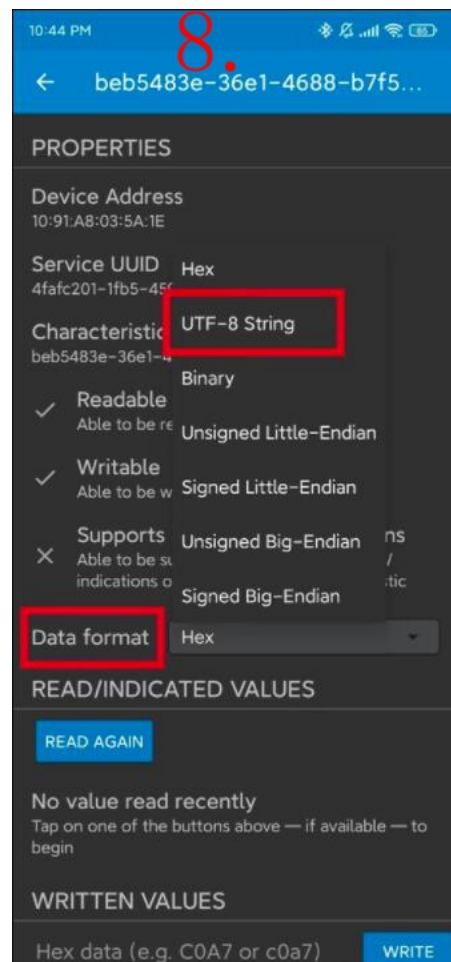 10:44 PM
8.
65
beb5483e-36e1-4688-b7f5...
PROPERTIES
Device Address
10:91:A8:03:5A:1E
Service UUID
4fafc201-1fb5-459
Characteristic
beb5483e-36e1-4
Readable
Able to be re
Writable
Able to be w
Supports
ns
Able to be su
/
indications o
tic
Hex
UTF-8 String
Binary
Unsigned Little-Endian
Signed Little-Endian
Unsigned Big-Endian
Signed Big-Endian
Data format
Hex
READ/INDICATED VALUES
READ AGAIN
No value read recently
Tap on one of the buttons above — if available — to
begin
WRITTEN VALUES
Hex data (e.g. C0A7 or c0a7)
WRITE